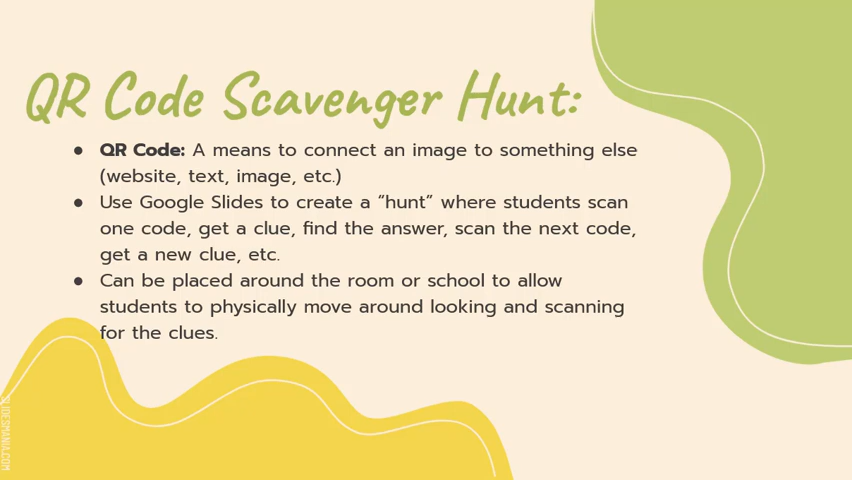 QR Code Scavenger Hunt:
● QR Code: A means to connect an image to something else
(website, text, image, etc.)
● Use Google Slides to create a "hunt" where students scan
one code, get a clue, find the answer, scan the next code,
get a new clue, etc.
● Can be placed around the room or school to allow
students to physically move around looking and scanning
for the clues.
SLIDESMANIA.COM